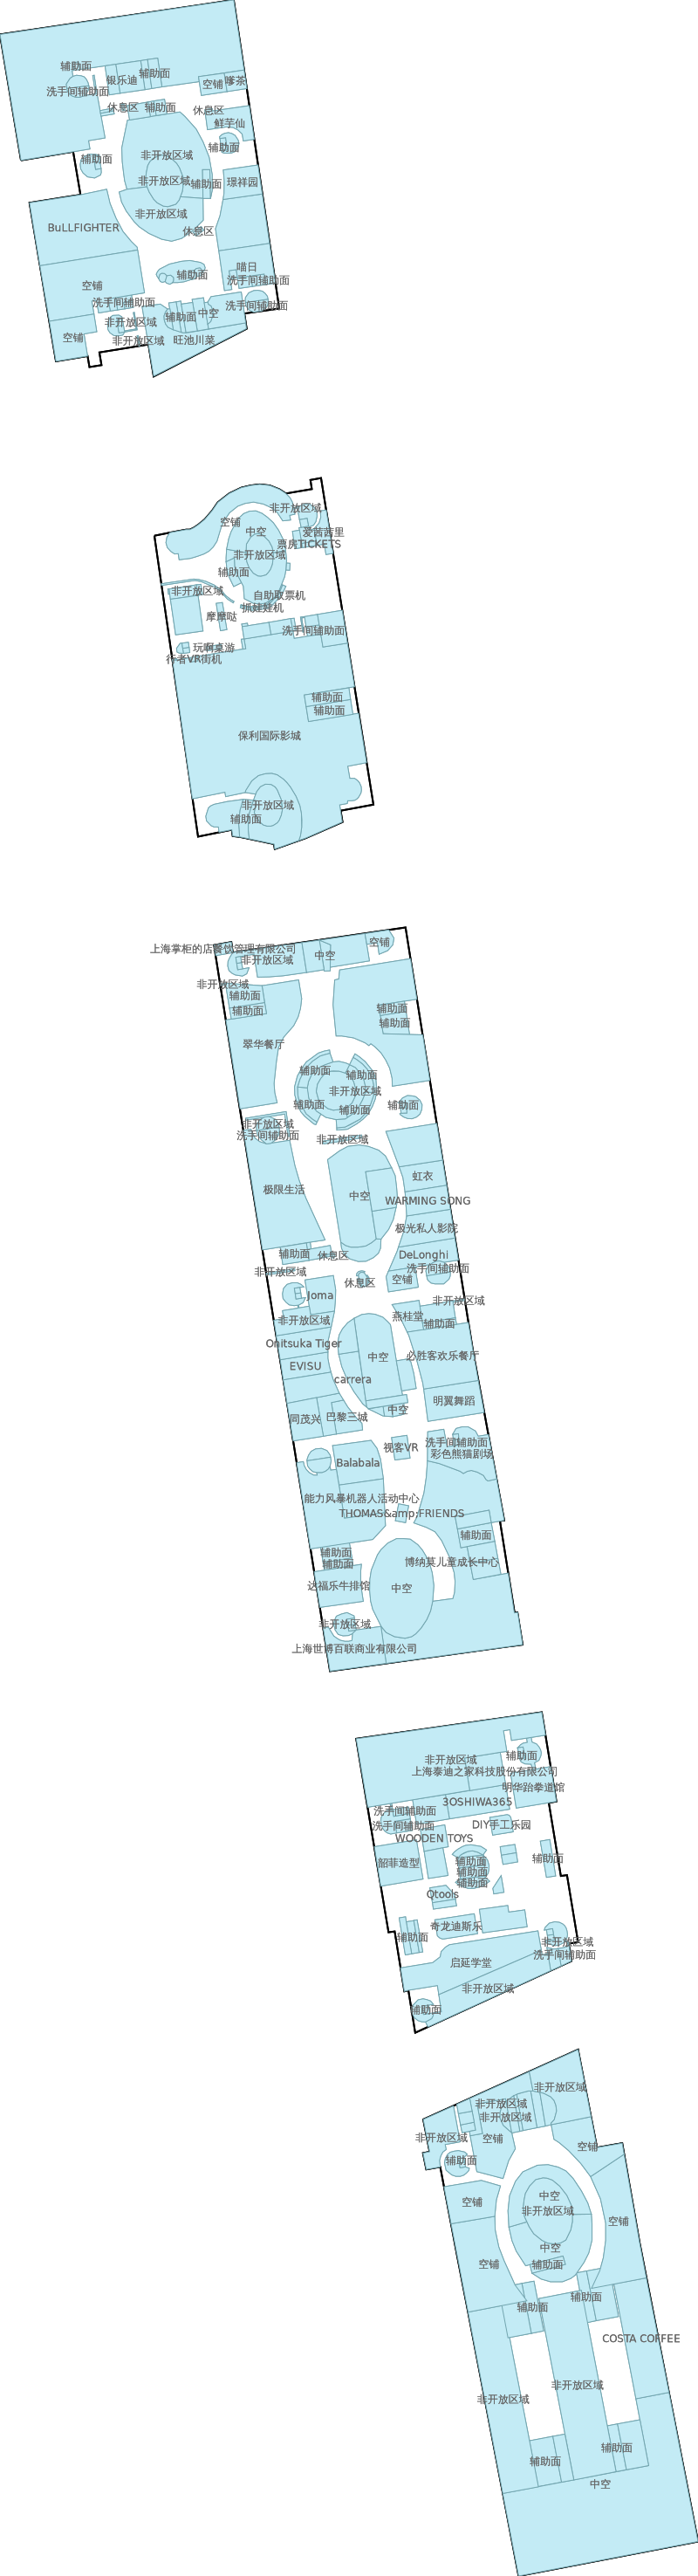 辅助面
辅助面
银乐迪
嗲茶
空铺
洗手间辅助面
休息区
辅助面
休息区
鲜芋仙
辅助面
非开放区域
辅助面
非开放区域
辅助面
璟祥园
非开放区域
BuLLFIGHTER
休息区
喵日
辅助面
洗手间辅助面
空铺
洗手间辅助面
洗手间辅助面
中空
辅助面
非开放区域
空铺
非开放区域
旺池川菜
非开放区域
空铺
中空
爱茜茜里
票房TICKETS
非开放区域
辅助面
非开放区域
自助取票机
抓娃娃机
摩摩哒
洗手间辅助面
玩啊桌游
行者VR街机
辅助面
辅助面
保利国际影城
非开放区域
辅助面
空铺
上海掌柜的店餐饮管理有限公司
中空
非开放区域
非开放区域
辅助面
辅助面
辅助面
辅助面
翠华餐厅
辅助面
辅助面
非开放区域
辅助面
辅助面
辅助面
非开放区域
洗手间辅助面
非开放区域
虹衣
极限生活
中空
WARMING SONG
极光私人影院
辅助面
休息区
DeLonghi
洗手间辅助面
非开放区域
空铺
休息区
Joma
非开放区域
燕桂堂
非开放区域
辅助面
Onitsuka Tiger
必胜客欢乐餐厅
中空
EVISU
carrera
明翼舞蹈
中空
同茂兴
巴黎三城
洗手间辅助面
视客VR
彩色熊猫剧场
Balabala
能力风暴机器人活动中心
THOMAS&amp;FRIENDS
辅助面
辅助面
辅助面
博纳莫儿童成长中心
达福乐牛排馆
中空
非开放区域
上海世博百联商业有限公司
辅助面
非开放区域
上海泰迪之家科技股份有限公司
明华跆拳道馆
3OSHIWA365
洗手间辅助面
洗手间辅助面
DIY手工乐园
WOODEN TOYS
辅助面
辅助面
韶菲造型
辅助面
辅助面
Qtools
奇龙迪斯乐
辅助面
非开放区域
洗手间辅助面
启延学堂
非开放区域
辅助面
非开放区域
非开放区域
非开放区域
非开放区域
空铺
空铺
辅助面
中空
空铺
非开放区域
空铺
中空
空铺
辅助面
辅助面
辅助面
COSTA COFFEE
非开放区域
非开放区域
辅助面
辅助面
中空